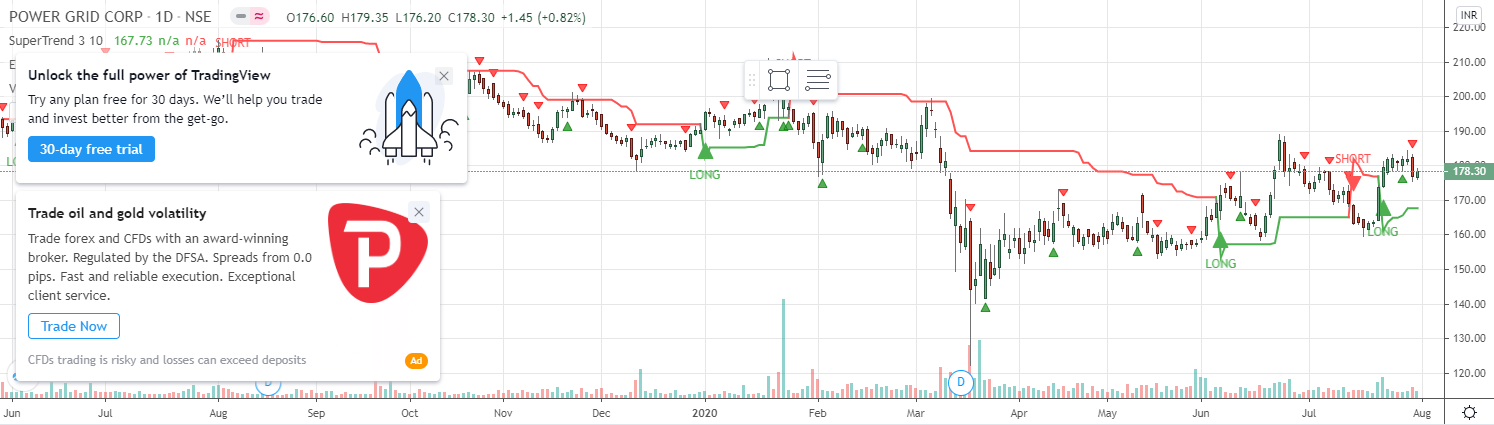 POWER GRID CORP · 1D · NSE O176.60 H179.35 L176.20 C178.30 +1.45 (+0.82%)
INR
SuperTrend 3 10 167.73 n/a n/a SHORT
220.00
210.00
200.00
190.00
178.30
170.00
160.00
150.00
140.00
130.00
120.00
Unlock the full power of TradingView
Try any plan free for 30 days. We'll help you trade
and invest better from the get-go.
30-day free trial
Trade oil and gold volatility
Trade forex and CFDs with an award-winning
broker. Regulated by the DFSA. Spreads from 0.0
pips. Fast and reliable execution. Exceptional
client service.
Trade Now
CFDs trading is risky and losses can exceed deposits
Ad
P
LONG
SHORT
LONG
LONG
D
D
Jun Jul Aug Sep Oct Nov Dec 2020 Feb Mar Apr May Jun Jul Aug